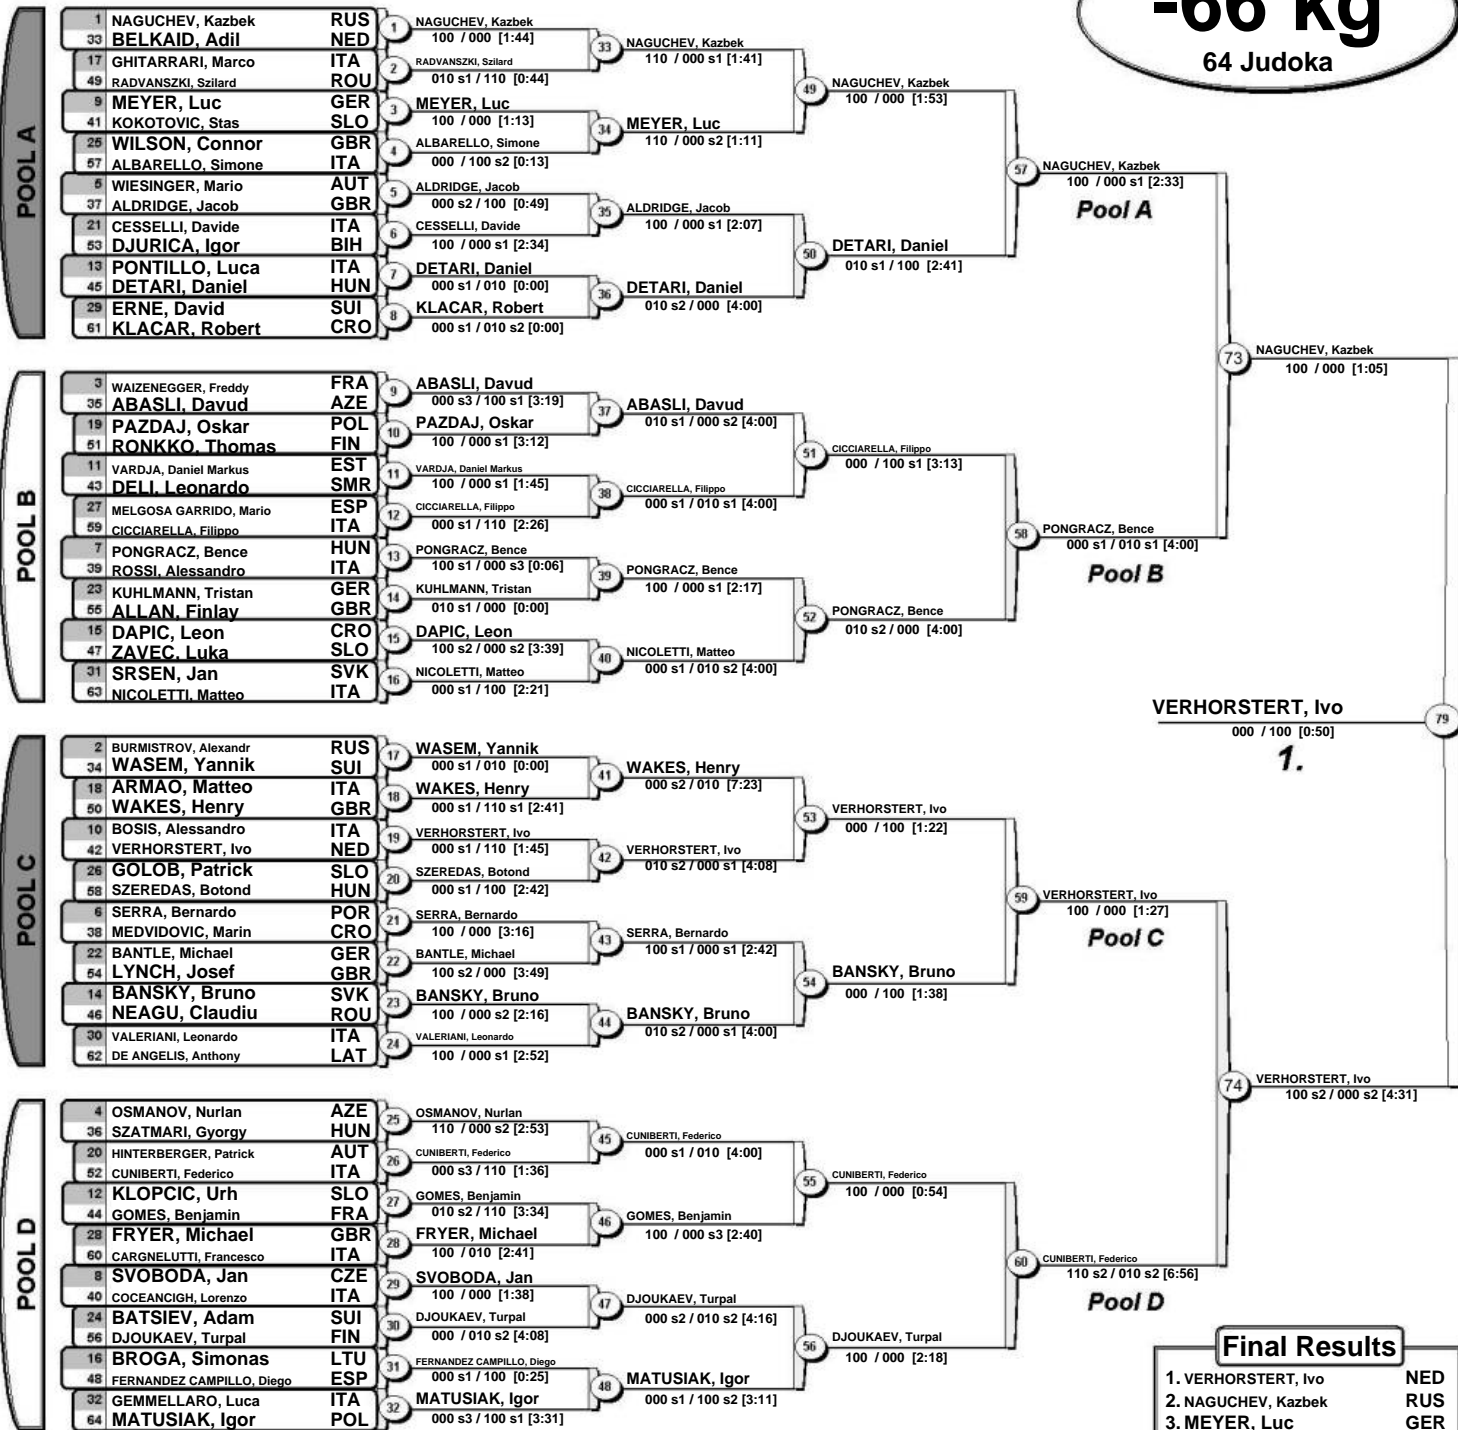 -66 kg
64 Judoka
POOL A
1 NAGUCHEV, Kazbek RUS
33 BELKAID, Adil NED
17 GHITARRARI, Marco ITA
49 RADVANSZKI, Szilard ROU
9 MEYER, Luc GER
41 KOKOTOVIC, Stas SLO
25 WILSON, Connor GBR
57 ALBARELLO, Simone ITA
5 WIESINGER, Mario AUT
37 ALDRIDGE, Jacob GBR
21 CESSELLI, Davide ITA
53 DJURICA, Igor BIH
13 PONTILLO, Luca ITA
45 DETARI, Daniel HUN
29 ERNE, David SUI
61 KLACAR, Robert CRO
1 NAGUCHEV, Kazbek
100 / 000 [1:44]
2 RADVANSZKI, Szilard
010 s1 / 110 [0:44]
3 MEYER, Luc
100 / 000 [1:13]
4 ALBARELLO, Simone
000 / 100 s2 [0:13]
5 ALDRIDGE, Jacob
000 s2 / 100 [0:49]
6 CESSELLI, Davide
100 / 000 s1 [2:34]
7 DETARI, Daniel
000 s1 / 010 [0:00]
8 KLACAR, Robert
000 s1 / 010 s2 [0:00]
33 NAGUCHEV, Kazbek
110 / 000 s1 [1:41]
34 MEYER, Luc
110 / 000 s2 [1:11]
35 ALDRIDGE, Jacob
100 / 000 s1 [2:07]
36 DETARI, Daniel
010 s2 / 000 [4:00]
49 NAGUCHEV, Kazbek
100 / 000 [1:53]
50 DETARI, Daniel
010 s1 / 100 [2:41]
57 NAGUCHEV, Kazbek
100 / 000 s1 [2:33]
Pool A
POOL B
3 WAIZENEGGER, Freddy FRA
35 ABASLI, Davud AZE
19 PAZDAJ, Oskar POL
51 RONKKO, Thomas FIN
11 VARDJA, Daniel Markus EST
43 DELI, Leonardo SMR
27 MELGOSA GARRIDO, Mario ESP
59 CICCIARELLA, Filippo ITA
7 PONGRACZ, Bence HUN
39 ROSSI, Alessandro ITA
23 KUHLMANN, Tristan GER
55 ALLAN, Finlay GBR
15 DAPIC, Leon CRO
47 ZAVEC, Luka SLO
31 SRSEN, Jan SVK
63 NICOLETTI, Matteo ITA
9 ABASLI, Davud
000 s3 / 100 s1 [3:19]
10 PAZDAJ, Oskar
100 / 000 s1 [3:12]
11 VARDJA, Daniel Markus
100 / 000 s1 [1:45]
12 CICCIARELLA, Filippo
000 s1 / 110 [2:26]
13 PONGRACZ, Bence
100 s1 / 000 s3 [0:06]
14 KUHLMANN, Tristan
010 s1 / 000 [0:00]
15 DAPIC, Leon
100 s2 / 000 s2 [3:39]
16 NICOLETTI, Matteo
000 s1 / 100 [2:21]
37 ABASLI, Davud
010 s1 / 000 s2 [4:00]
38 CICCIARELLA, Filippo
000 s1 / 010 s1 [4:00]
39 PONGRACZ, Bence
100 / 000 s1 [2:17]
40 NICOLETTI, Matteo
000 s1 / 010 s2 [4:00]
51 CICCIARELLA, Filippo
000 / 100 s1 [3:13]
52 PONGRACZ, Bence
010 s2 / 000 [4:00]
58 PONGRACZ, Bence
000 s1 / 010 s1 [4:00]
Pool B
73 NAGUCHEV, Kazbek
100 / 000 [1:05]
VERHORSTERT, Ivo
79
000 / 100 [0:50]
1.
POOL C
2 BURMISTROV, Alexandr RUS
34 WASEM, Yannik SUI
18 ARMAO, Matteo ITA
50 WAKES, Henry GBR
10 BOSIS, Alessandro ITA
42 VERHORSTERT, Ivo NED
26 GOLOB, Patrick SLO
58 SZEREDAS, Botond HUN
6 SERRA, Bernardo POR
38 MEDVIDOVIC, Marin CRO
22 BANTLE, Michael GER
54 LYNCH, Josef GBR
14 BANSKY, Bruno SVK
46 NEAGU, Claudiu ROU
30 VALERIANI, Leonardo ITA
62 DE ANGELIS, Anthony LAT
17 WASEM, Yannik
000 s1 / 010 [0:00]
18 WAKES, Henry
000 s1 / 110 s1 [2:41]
19 VERHORSTERT, Ivo
000 s1 / 110 [1:45]
20 SZEREDAS, Botond
000 s1 / 100 [2:42]
21 SERRA, Bernardo
100 / 000 [3:16]
22 BANTLE, Michael
100 s2 / 000 [3:49]
23 BANSKY, Bruno
100 / 000 s2 [2:16]
24 VALERIANI, Leonardo
100 / 000 s1 [2:52]
41 WAKES, Henry
000 s2 / 010 [7:23]
42 VERHORSTERT, Ivo
010 s2 / 000 s1 [4:08]
43 SERRA, Bernardo
100 s1 / 000 s1 [2:42]
44 BANSKY, Bruno
010 s2 / 000 s1 [4:00]
53 VERHORSTERT, Ivo
000 / 100 [1:22]
54 BANSKY, Bruno
000 / 100 [1:38]
59 VERHORSTERT, Ivo
100 / 000 [1:27]
Pool C
74 VERHORSTERT, Ivo
100 s2 / 000 s2 [4:31]
POOL D
4 OSMANOV, Nurlan AZE
36 SZATMARI, Gyorgy HUN
20 HINTERBERGER, Patrick AUT
52 CUNIBERTI, Federico ITA
12 KLOPCIC, Urh SLO
44 GOMES, Benjamin FRA
28 FRYER, Michael GBR
60 CARGNELUTTI, Francesco ITA
8 SVOBODA, Jan CZE
40 COCEANCIGH, Lorenzo ITA
24 BATSIEV, Adam SUI
56 DJOUKAEV, Turpal FIN
16 BROGA, Simonas LTU
48 FERNANDEZ CAMPILLO, Diego ESP
32 GEMMELLARO, Luca ITA
64 MATUSIAK, Igor POL
25 OSMANOV, Nurlan
110 / 000 s2 [2:53]
26 CUNIBERTI, Federico
000 s3 / 110 [1:36]
27 GOMES, Benjamin
010 s2 / 110 [3:34]
28 FRYER, Michael
100 / 010 [2:41]
29 SVOBODA, Jan
100 / 000 [1:38]
30 DJOUKAEV, Turpal
000 / 010 s2 [4:08]
31 FERNANDEZ CAMPILLO, Diego
000 s1 / 100 [0:25]
32 MATUSIAK, Igor
000 s3 / 100 s1 [3:31]
45 CUNIBERTI, Federico
000 s1 / 010 [4:00]
46 GOMES, Benjamin
100 / 000 s3 [2:40]
47 DJOUKAEV, Turpal
000 s2 / 010 s2 [4:16]
48 MATUSIAK, Igor
000 s1 / 100 s2 [3:11]
55 CUNIBERTI, Federico
100 / 000 [0:54]
56 DJOUKAEV, Turpal
100 / 000 [2:18]
60 CUNIBERTI, Federico
110 s2 / 010 s2 [6:56]
Pool D
Final Results
1. VERHORSTERT, Ivo NED
2. NAGUCHEV, Kazbek RUS
3. MEYER, Luc GER